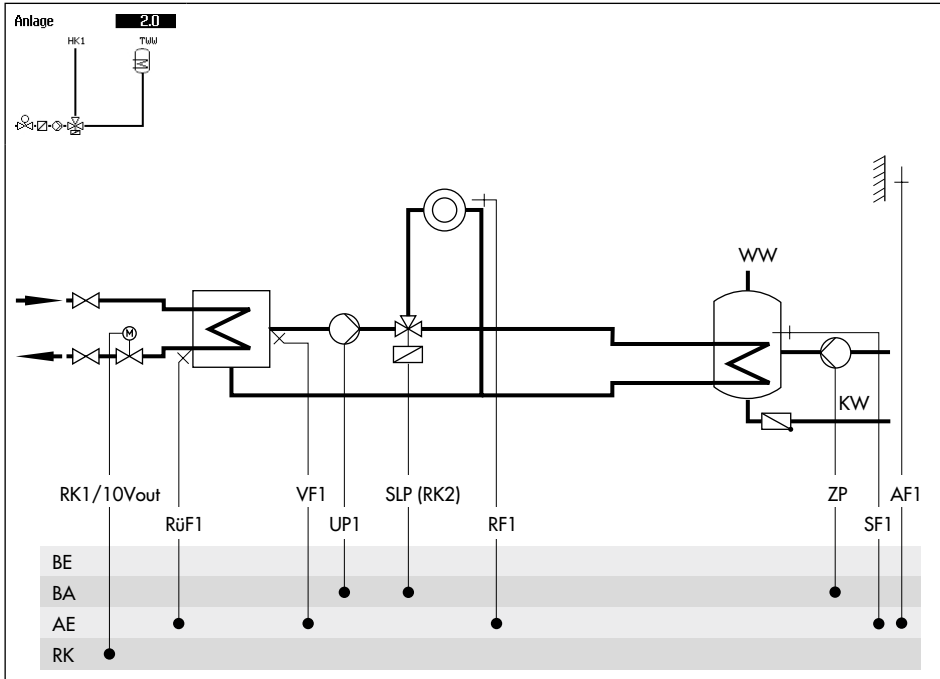 Anlage 2.0
HK1 TWW
WW
M
KW
RK1/10Vout VF1 SLP (RK2) ZP AF1
RüF1 UP1 RF1 SF1
BE
BA
AE
RK